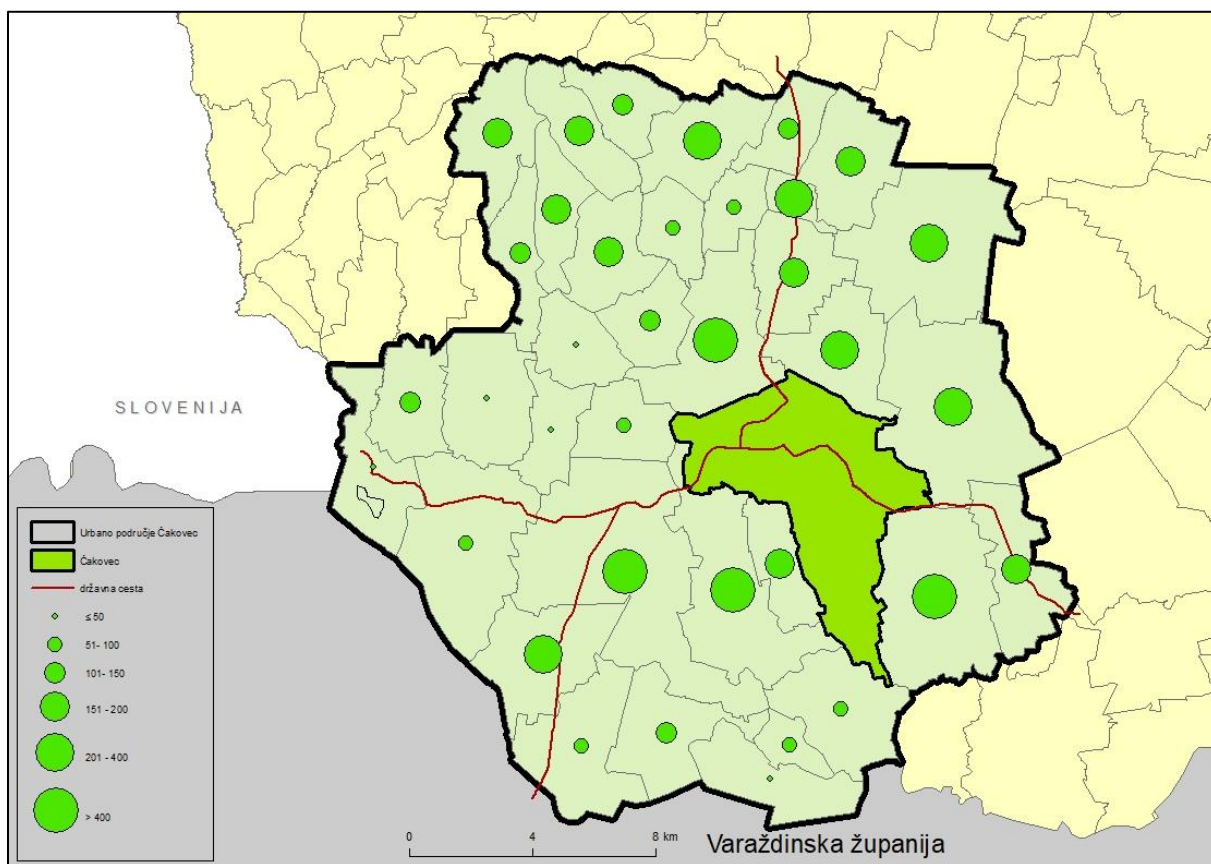 SLOVENIJA
Urbano područje Čakovec
Čakovec
državna cesta
≤ 50
51- 100
101- 150
151 - 200
201 - 400
> 400
0 4 8 km
Varaždinska županija